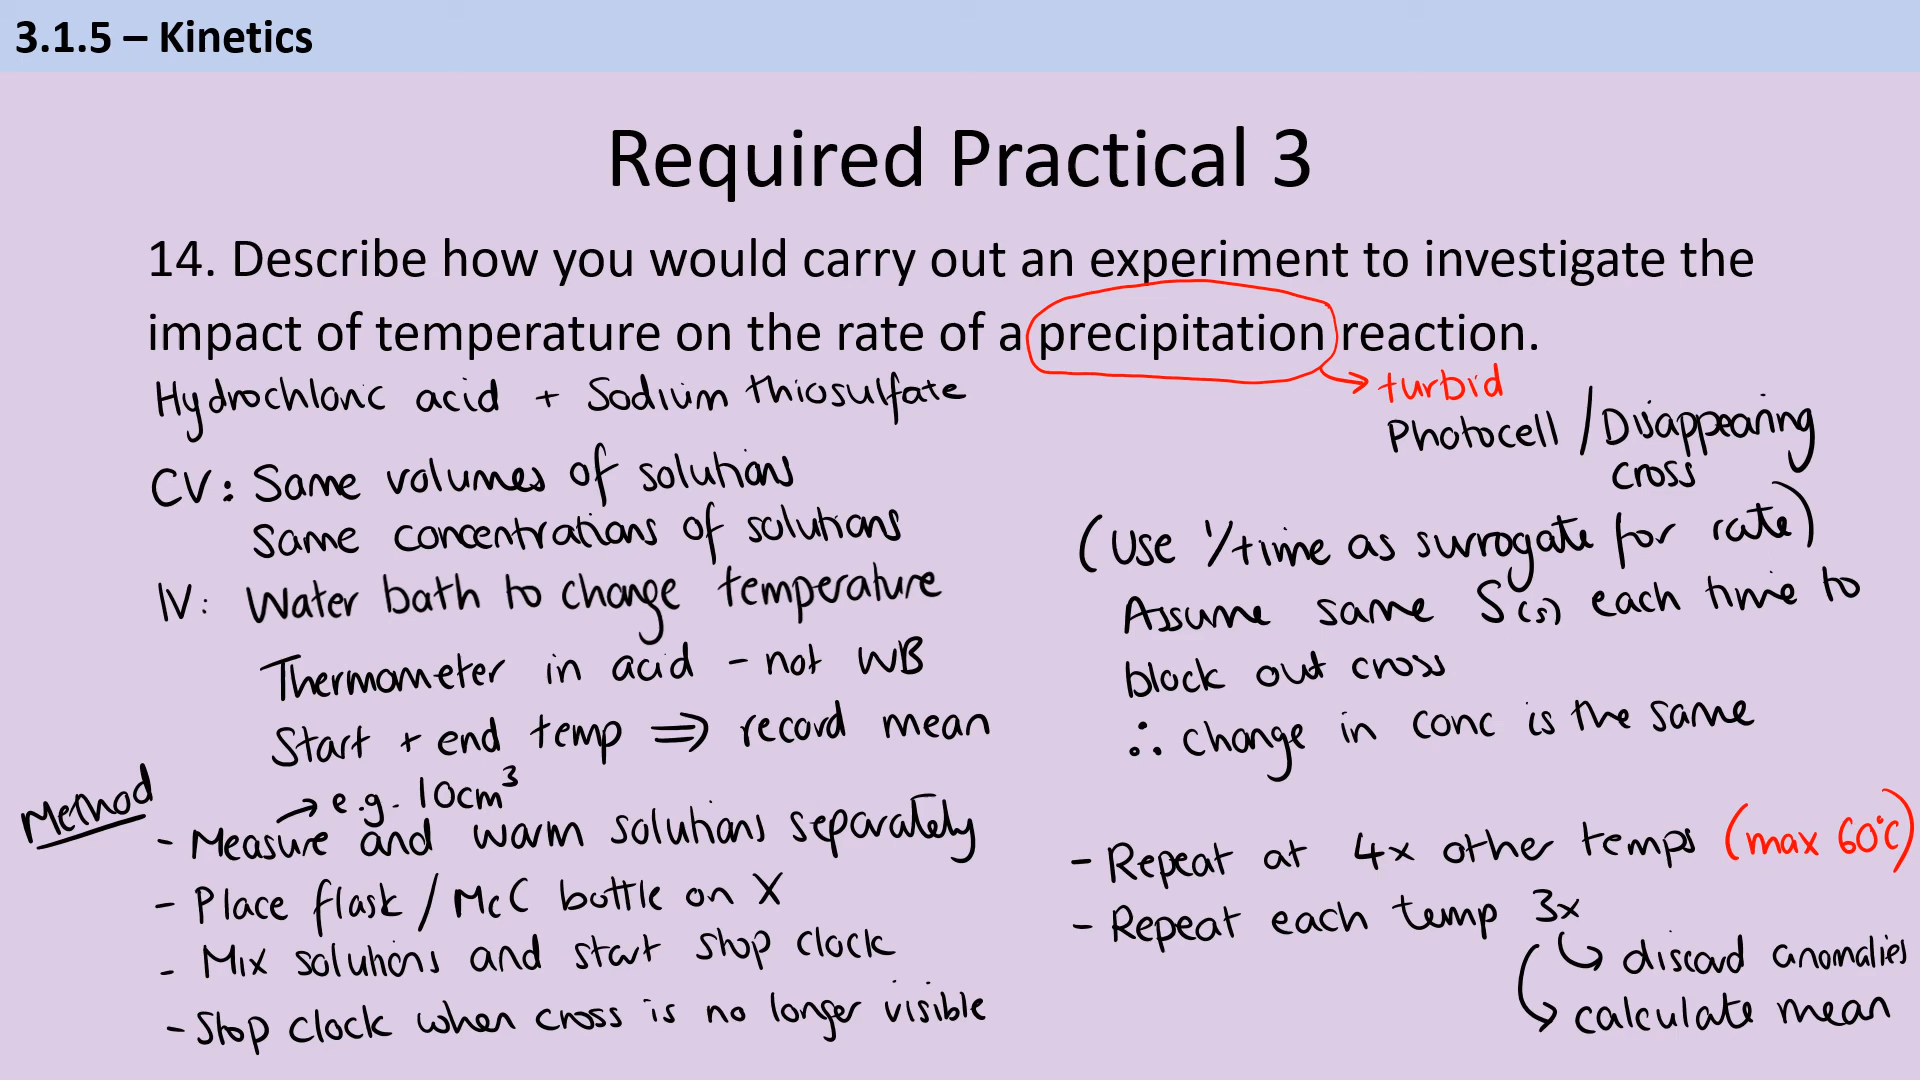 3.1.5 – Kinetics
Required Practical 3
14. Describe how you would carry out an experiment to investigate the
impact of temperature on the rate of a precipitation reaction.
Hydrochloric acid + Sodium thiosulfate
CV: Same volumes of solutions
Same concentrations of solutions
IV: Water bath to change temperature
Thermometer in acid - not WB
Start + end temp ⇒ record mean
Method
→ e.g. 10cm³
- Measure and warm solutions separately
- Place flask / McC bottle on X
- Mix solutions and start stop clock
- Stop clock when cross is no longer visible
→ turbid
Photocell / Disappearing
cross
(Use 1/time as surrogate for rate)
Assume same S(s) each time to
block out cross
∴ change in conc is the same
- Repeat at 4x other temps (max 60°C)
- Repeat each temp 3x
↳ discard anomalies
↳ calculate mean